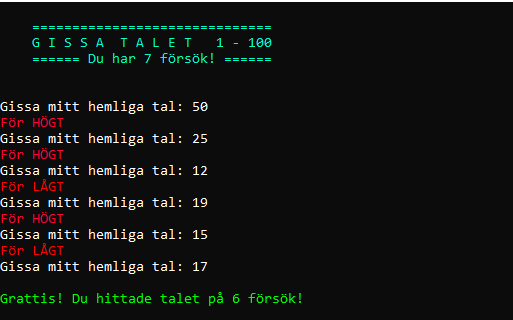 ==============================
G I S S A  T A L E T   1 - 100
====== Du har 7 försök! ======
Gissa mitt hemliga tal: 50
För HÖGT
Gissa mitt hemliga tal: 25
För HÖGT
Gissa mitt hemliga tal: 12
För LÅGT
Gissa mitt hemliga tal: 19
För HÖGT
Gissa mitt hemliga tal: 15
För LÅGT
Gissa mitt hemliga tal: 17
Grattis! Du hittade talet på 6 försök!